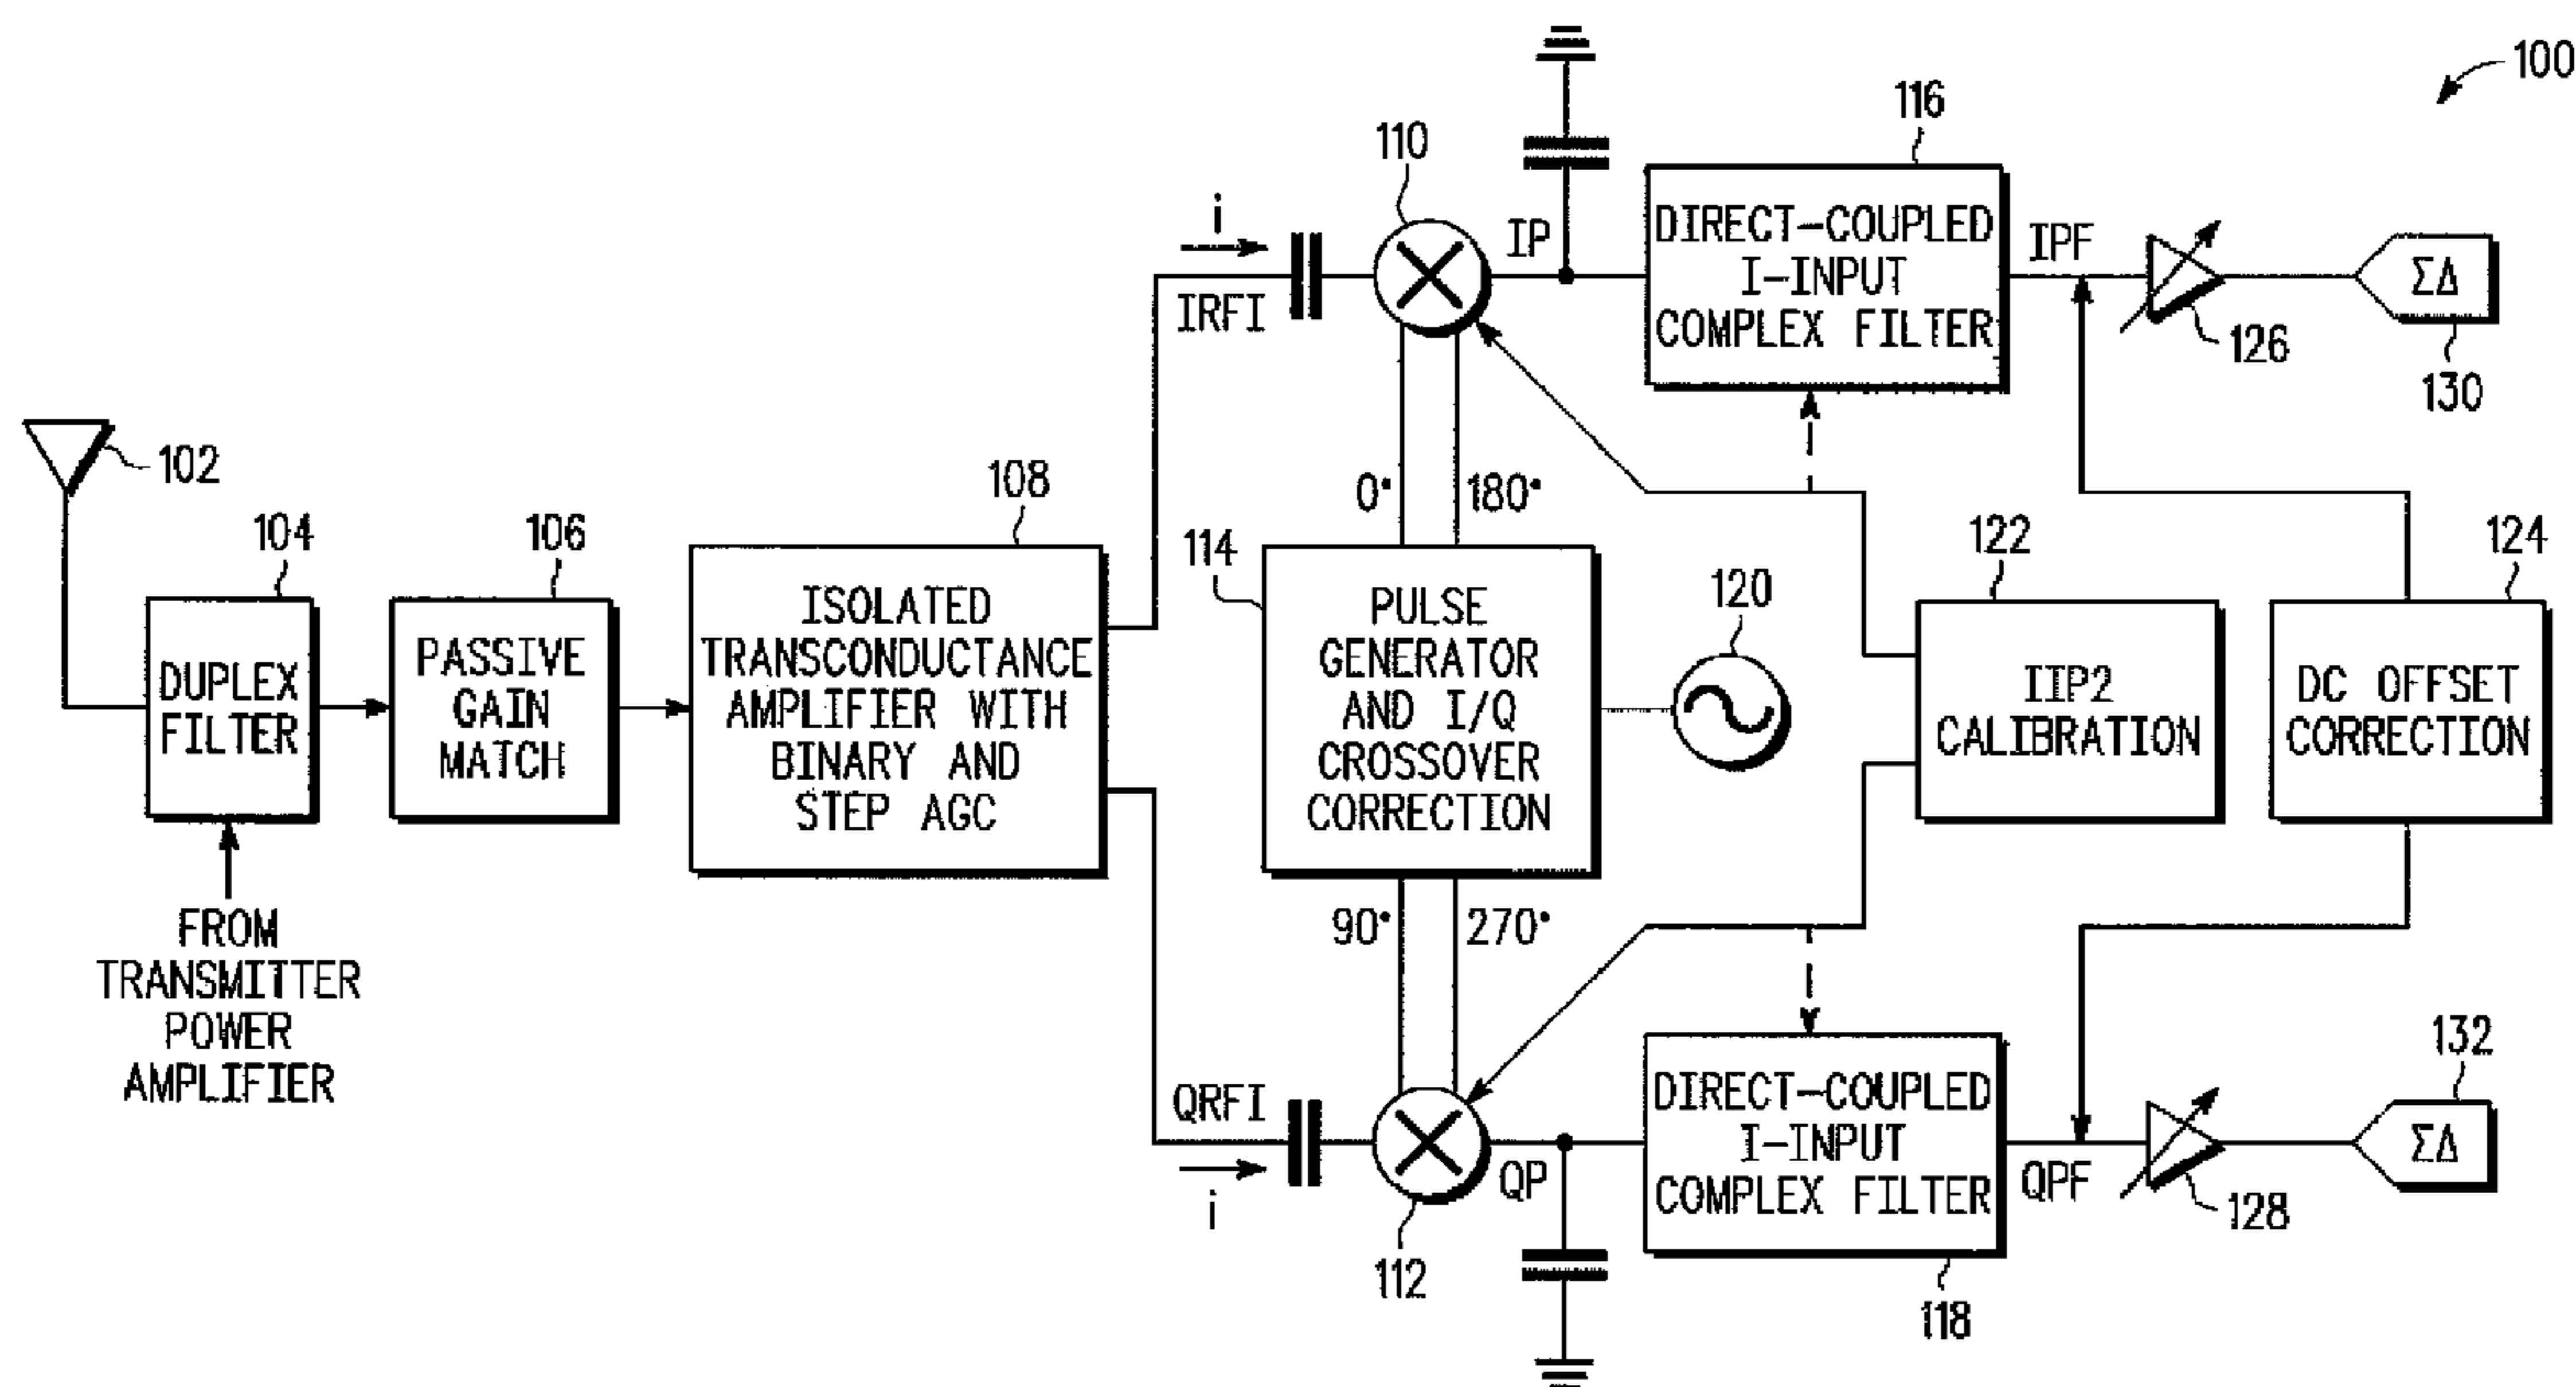 100
116
110
i
IP
DIRECT-COUPLED
I-INPUT
COMPLEX FILTER
IPF
ΣΔ
IRFI
126
130
102
0°
180°
108
104
106
114
120
122
124
DUPLEX
FILTER
PASSIVE
GAIN
MATCH
ISOLATED
TRANSCONDUCTANCE
AMPLIFIER WITH
BINARY AND
STEP AGC
PULSE
GENERATOR
AND I/Q
CROSSOVER
CORRECTION
IIP2
CALIBRATION
DC OFFSET
CORRECTION
FROM
TRANSMITTER
POWER
AMPLIFIER
90°
270°
132
QRFI
i
QP
DIRECT-COUPLED
I-INPUT
COMPLEX FILTER
QPF
ΣΔ
128
112
118